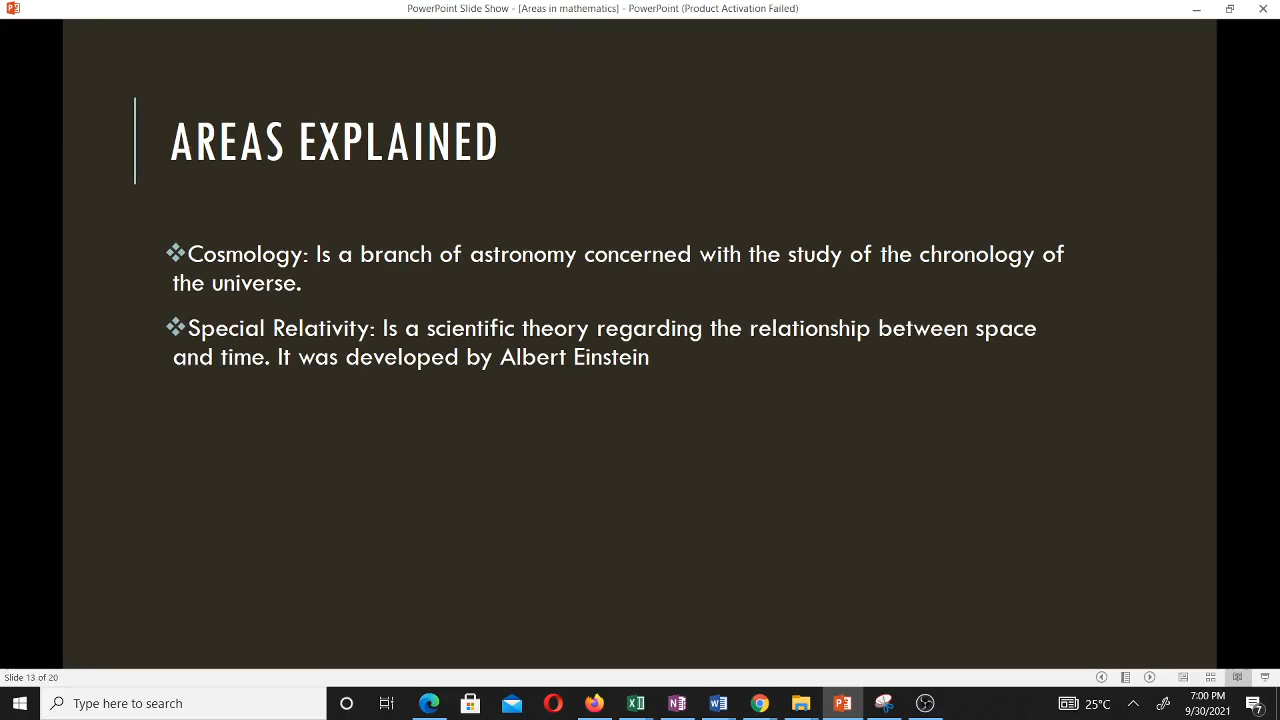 PowerPoint Slide Show - [Areas in mathematics] - PowerPoint (Product Activation Failed)
AREAS EXPLAINED
Cosmology: Is a branch of astronomy concerned with the study of the chronology of
the universe.
Special Relativity: Is a scientific theory regarding the relationship between space
and time. It was developed by Albert Einstein
Slide 13 of 20
Type here to search
25°C
7:00 PM
9/30/2021
7